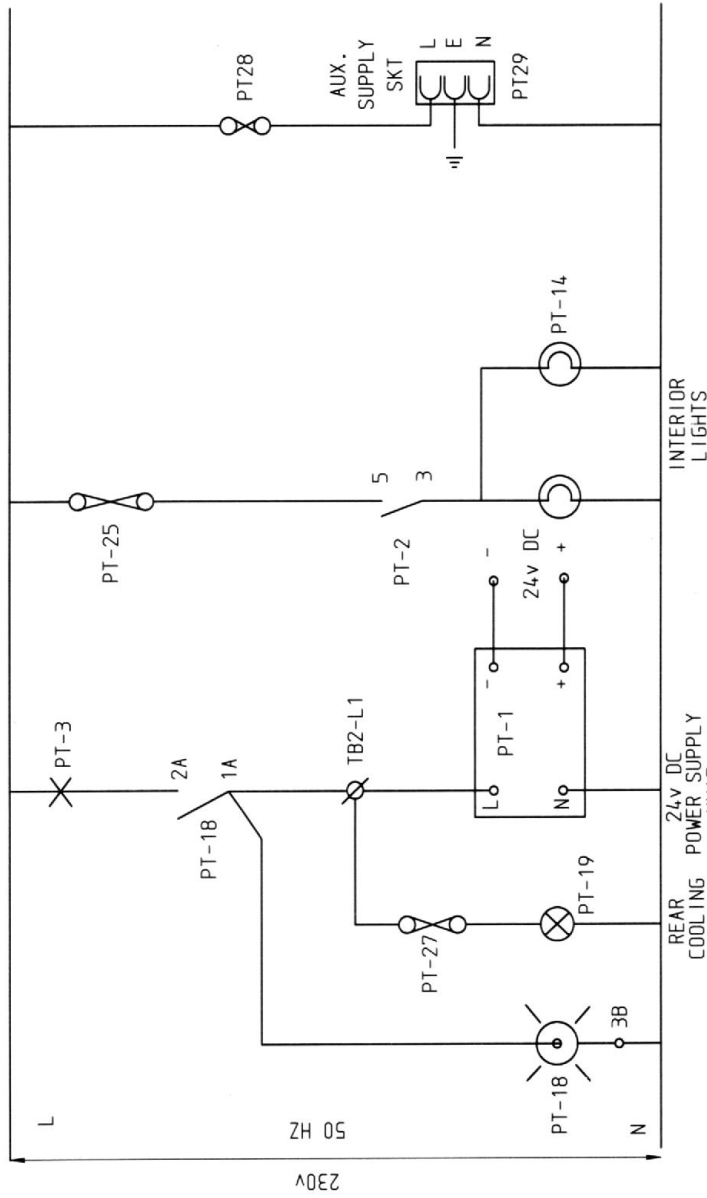 230v
50 HZ
L
N
PT-18
3B
PT-3
2A
1A
PT-18
TB2-L1
PT-27
PT-19
REAR
COOLING
L
N
PT-1
-
+
-
+
24v DC
24v DC
POWER SUPPLY
PT-25
5
3
PT-2
PT-14
INTERIOR
LIGHTS
PT28
AUX.
SUPPLY
SKT
L
E
N
PT29